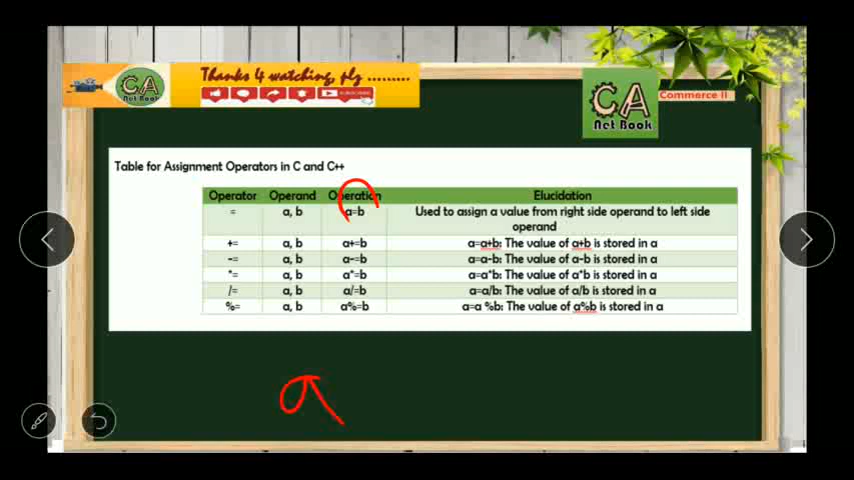 Thanks 4 watching, plz .........
SUBSCRIBE
CA
Net Book
CA
Net Book
Commerce II
Table for Assignment Operators in C and C++
Operator Operand Operation Elucidation
= a, b a=b Used to assign a value from right side operand to left side
operand
+= a, b a+=b a=a+b: The value of a+b is stored in a
-= a, b a-=b a=a-b: The value of a-b is stored in a
*= a, b a*=b a=a*b: The value of a*b is stored in a
/= a, b a/=b a=a/b: The value of a/b is stored in a
%= a, b a%=b a=a %b: The value of a%b is stored in a
a